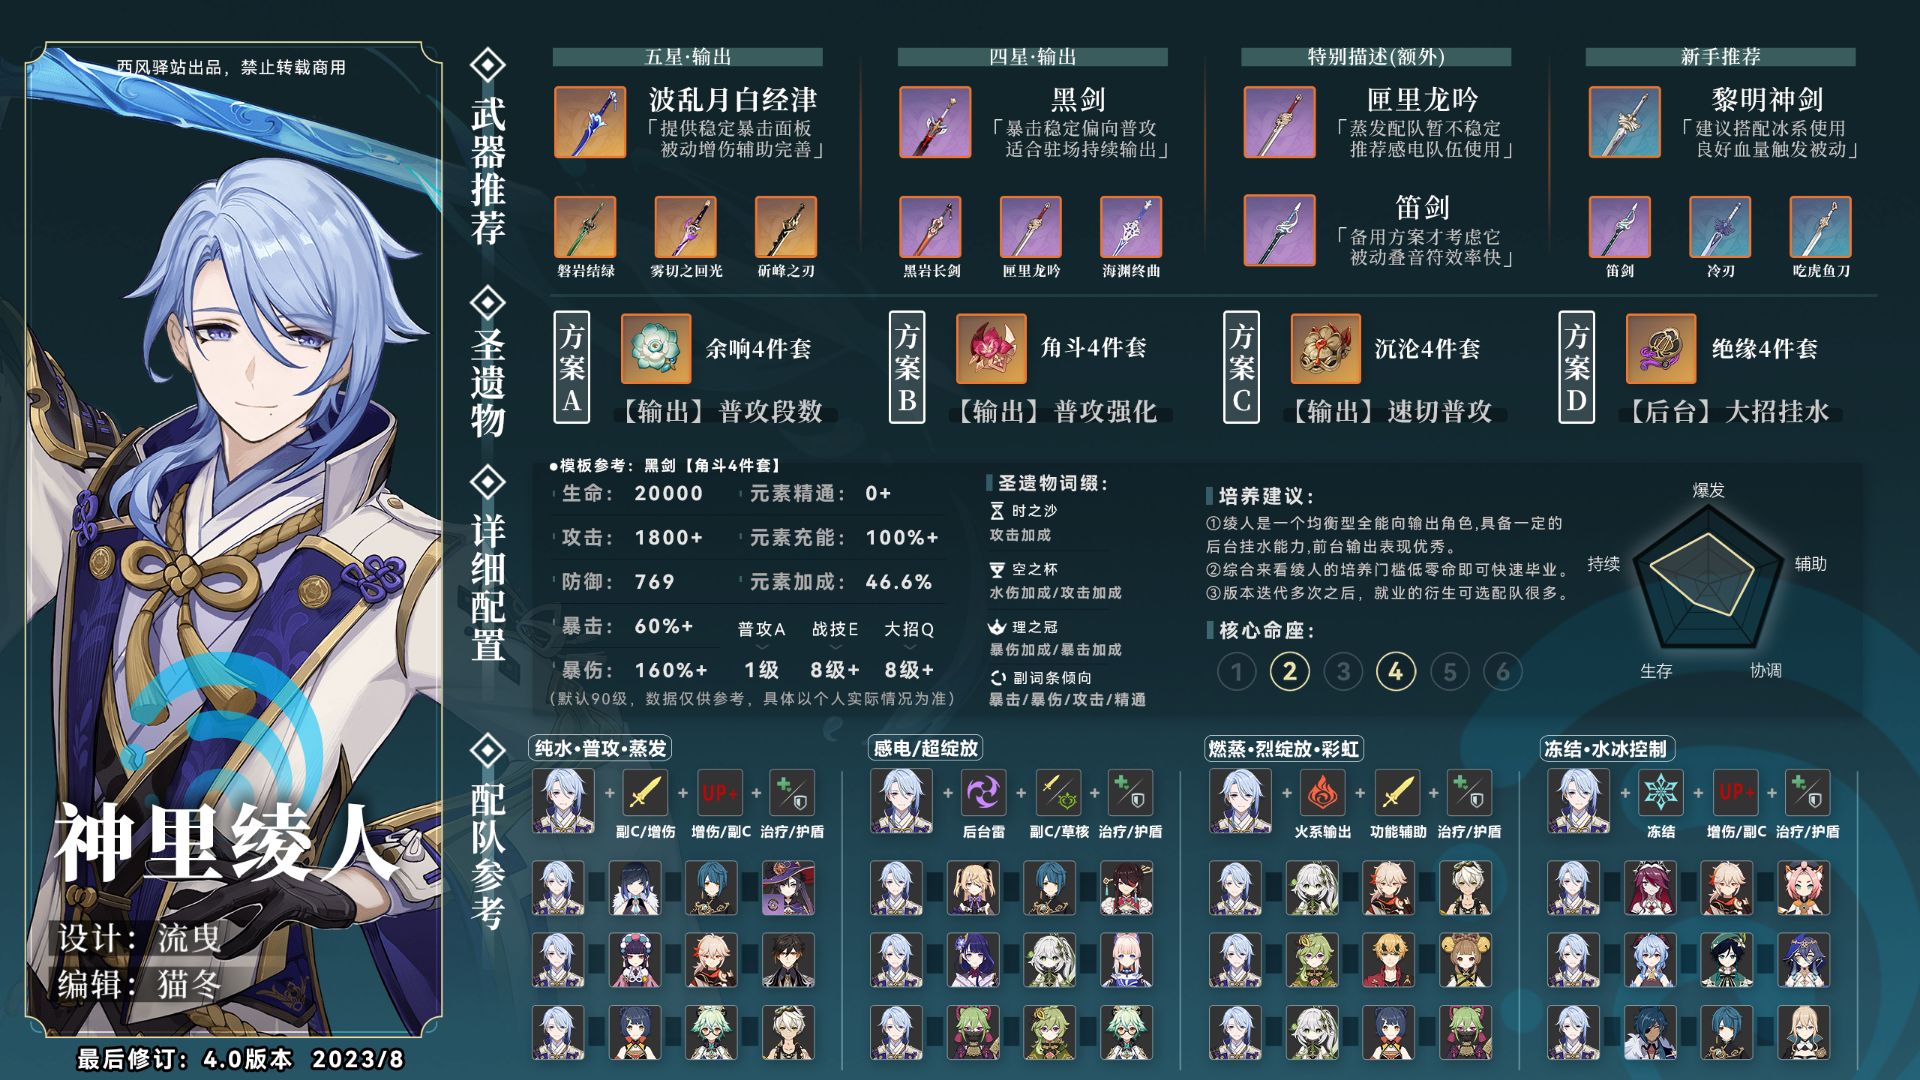 西风驿站出品，禁止转载商用
神里绫人
设计：流曳
编辑：猫冬
最后修订：4.0版本 2023/8
武器推荐
五星·输出
波乱月白经津
「提供稳定暴击面板
被动增伤辅助完善」
磐岩结绿 雾切之回光 斫峰之刃
四星·输出
黑剑
「暴击稳定偏向普攻
适合驻场持续输出」
黑岩长剑 匣里龙吟 海渊终曲
特别描述(额外)
匣里龙吟
「蒸发配队暂不稳定
推荐感电队伍使用」
笛剑
「备用方案才考虑它
被动叠音符效率快」
新手推荐
黎明神剑
「建议搭配冰系使用
良好血量触发被动」
笛剑 冷刃 吃虎鱼刀
圣遗物
方案A
余响4件套
【输出】普攻段数
方案B
角斗4件套
【输出】普攻强化
方案C
沉沦4件套
【输出】速切普攻
方案D
绝缘4件套
【后台】大招挂水
详细配置
●模板参考：黑剑【角斗4件套】
生命： 20000 元素精通： 0+
攻击： 1800+ 元素充能： 100%+
防御： 769 元素加成： 46.6%
暴击： 60%+ 普攻A 战技E 大招Q
暴伤： 160%+ 1级 8级+ 8级+
(默认90级，数据仅供参考，具体以个人实际情况为准)
圣遗物词缀：
时之沙
攻击加成
空之杯
水伤加成/攻击加成
理之冠
暴伤加成/暴击加成
副词条倾向
暴击/暴伤/攻击/精通
培养建议：
①绫人是一个均衡型全能向输出角色,具备一定的
后台挂水能力,前台输出表现优秀。
②综合来看绫人的培养门槛低零命即可快速毕业。
③版本迭代多次之后，就业的衍生可选配队很多。
核心命座：
1 2 3 4 5 6
爆发
持续 辅助
生存 协调
配队参考
纯水·普攻·蒸发
+ + UP+ +
副C/增伤 增伤/副C 治疗/护盾
感电/超绽放
+ + +
后台雷 副C/草核 治疗/护盾
燃蒸·烈绽放·彩虹
+ + +
火系输出 功能辅助 治疗/护盾
冻结·水冰控制
+ + UP+ +
冻结 增伤/副C 治疗/护盾